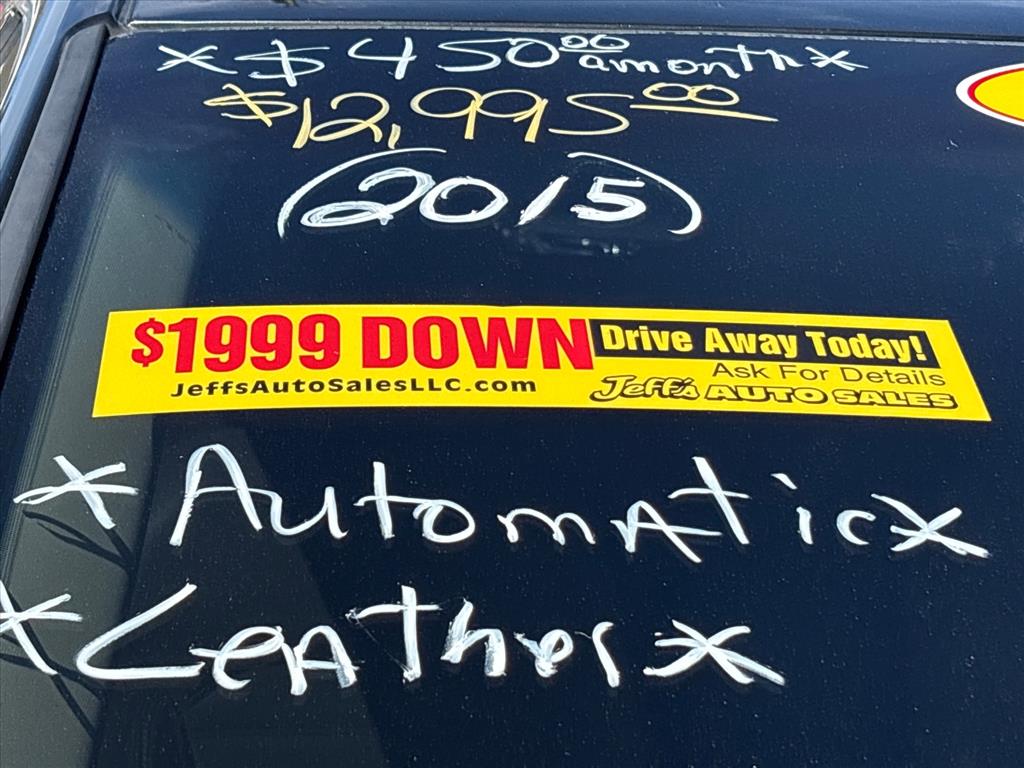 *$450.00 a month*
$12,995.00
(2015)
$1999 DOWN
JeffsAutoSalesLLC.com
Drive Away Today!
Ask For Details
Jeff's AUTO SALES
*Automatic*
*Leather*